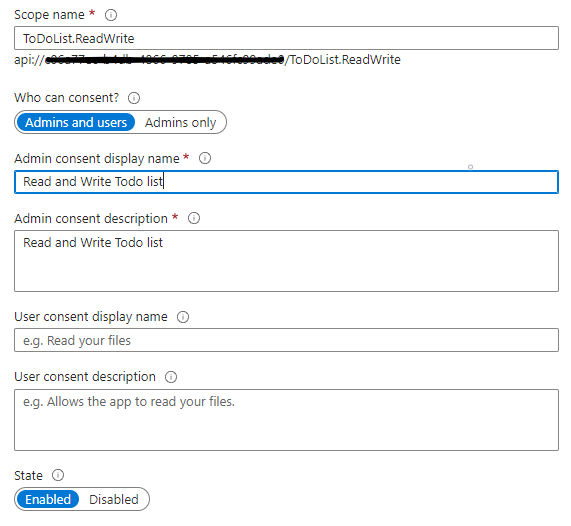 Scope name *
ToDoList.ReadWrite
api:///ToDoList.ReadWrite
Who can consent?
Admins and users Admins only
Admin consent display name *
Read and Write Todo list
Admin consent description *
Read and Write Todo list
User consent display name
e.g. Read your files
User consent description
e.g. Allows the app to read your files.
State
Enabled Disabled